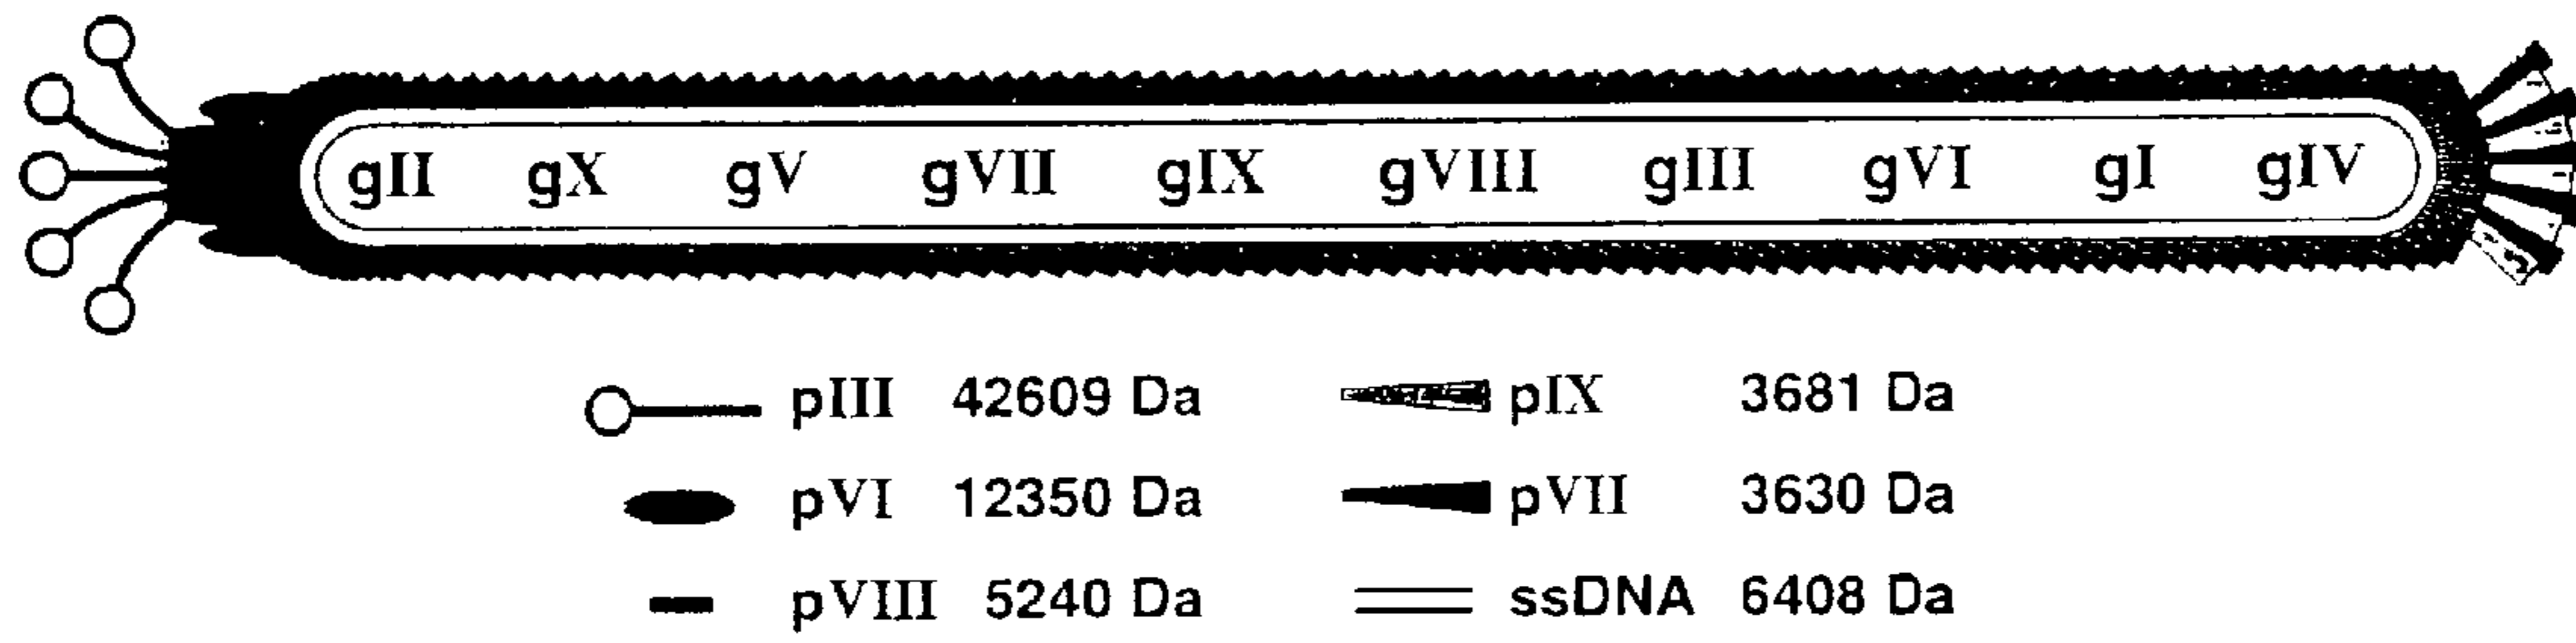 gII gX gV gVII gIX gVIII gIII gVI gI gIV
pIII 42609 Da pIX 3681 Da
pVI 12350 Da pVII 3630 Da
pVIII 5240 Da ssDNA 6408 Da